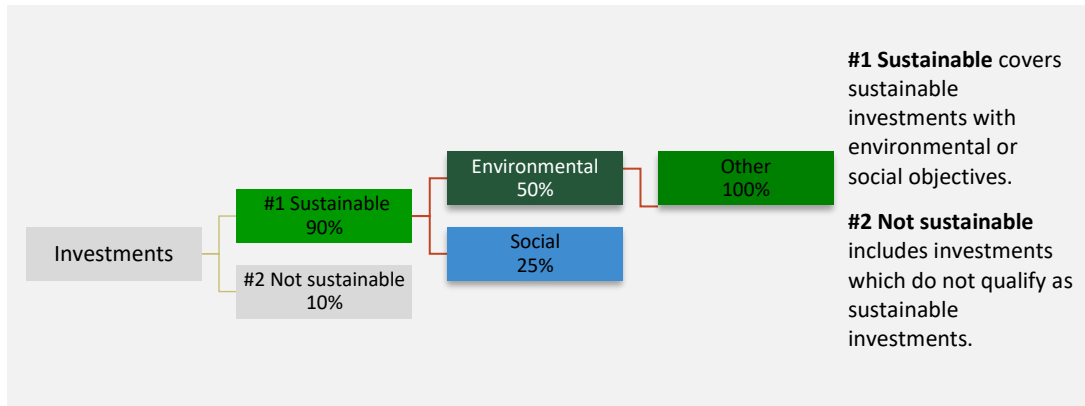 Investments
#1 Sustainable
90%
#2 Not sustainable
10%
Environmental
50%
Social
25%
Other
100%
#1 Sustainable covers
sustainable
investments with
environmental or
social objectives.
#2 Not sustainable
includes investments
which do not qualify as
sustainable
investments.